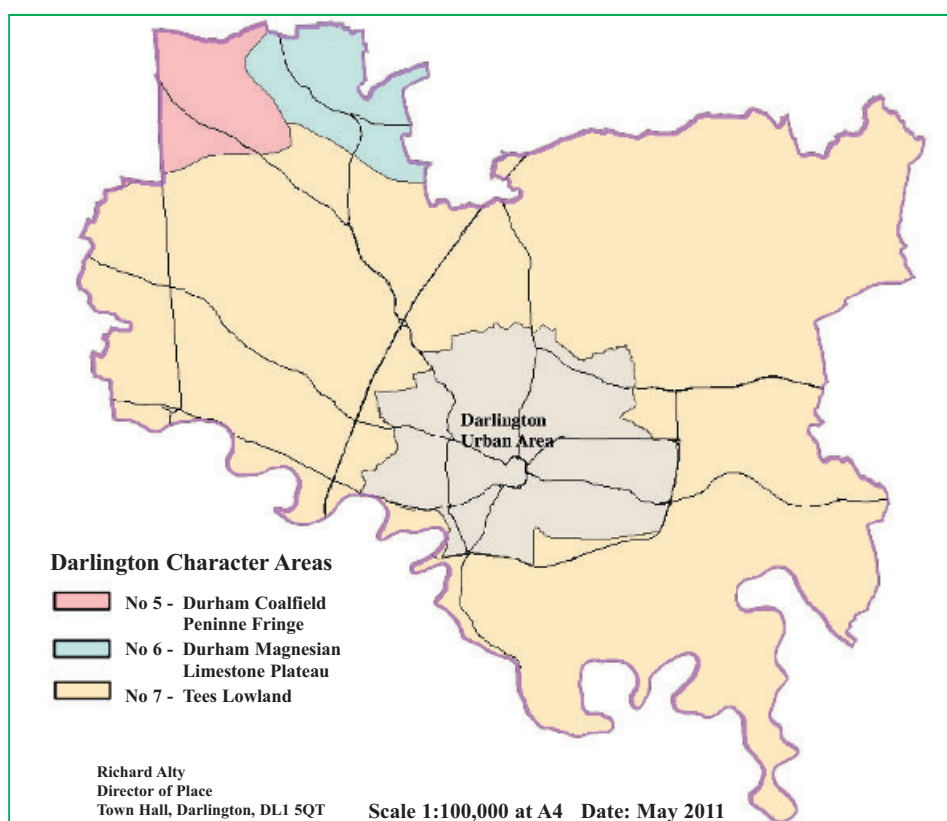 Darlington
Urban Area
Darlington Character Areas
No 5 - Durham Coalfield
Peninne Fringe
No 6 - Durham Magnesian
Limestone Plateau
No 7 - Tees Lowland
Richard Alty
Director of Place
Town Hall, Darlington, DL1 5QT
Scale 1:100,000 at A4 Date: May 2011